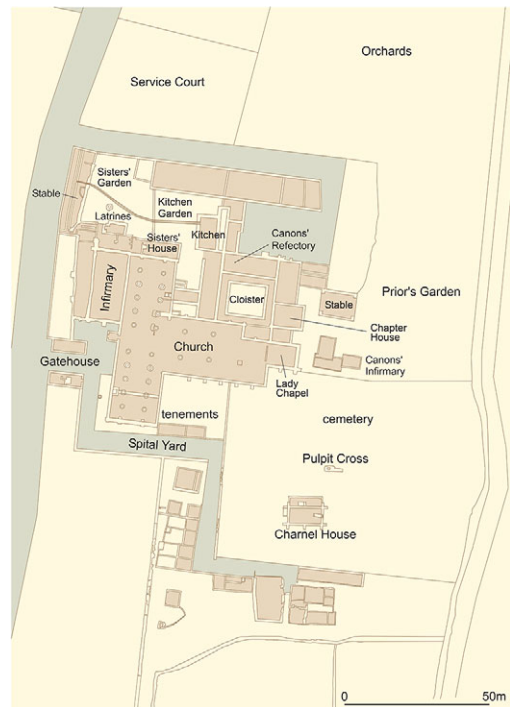 Orchards
Service Court
Sisters'
Garden
Stable
Kitchen
Garden
Latrines
Sisters'
House
Kitchen
Canons'
Refectory
Infirmary
Cloister
Stable
Prior's Garden
Chapter
House
Church
Gatehouse
Canons'
Infirmary
Lady
Chapel
tenements
cemetery
Spital Yard
Pulpit Cross
Charnel House
0
50m